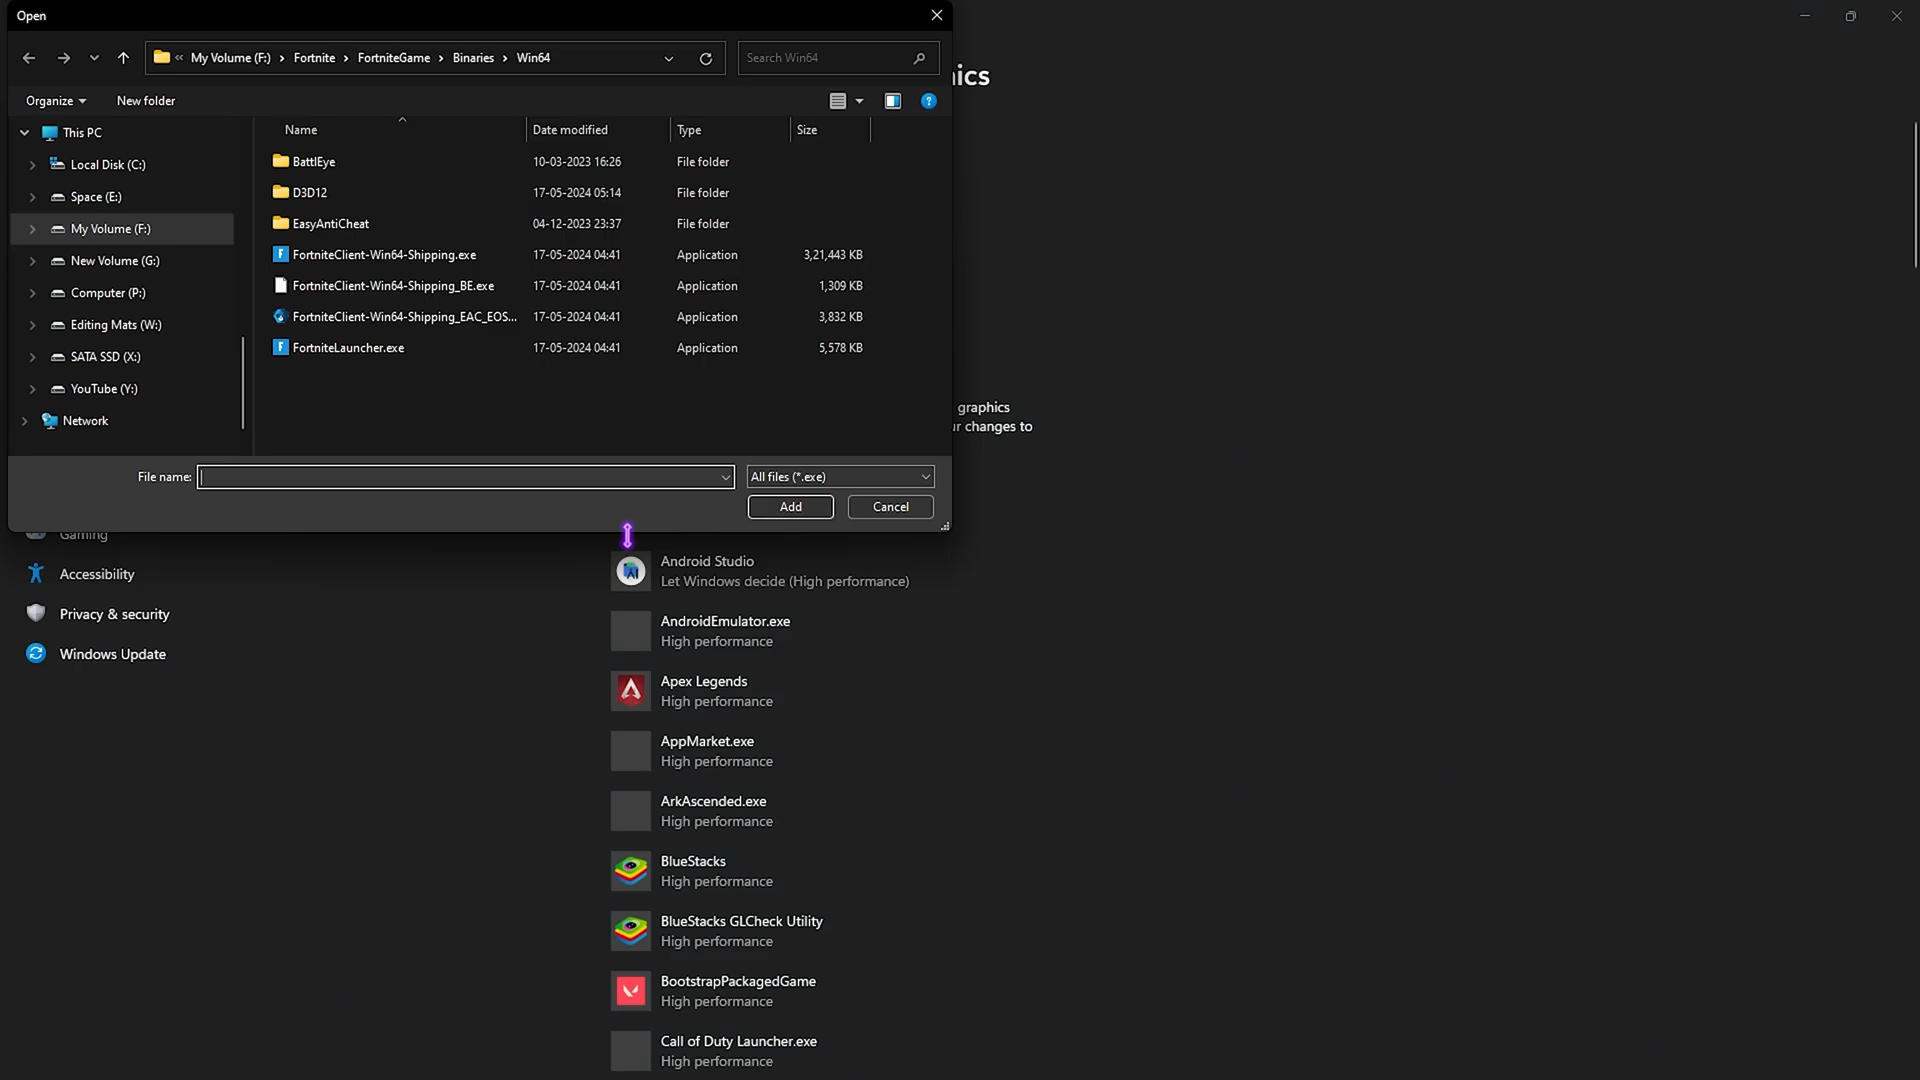 Open
My Volume (F:) › Fortnite › FortniteGame › Binaries › Win64
Search Win64
Organize
New folder
This PC
Local Disk (C:)
Space (E:)
My Volume (F:)
New Volume (G:)
Computer (P:)
Editing Mats (W:)
SATA SSD (X:)
YouTube (Y:)
Network
Name Date modified Type Size
BattlEye 10-03-2023 16:26 File folder
D3D12 17-05-2024 05:14 File folder
EasyAntiCheat 04-12-2023 23:37 File folder
FortniteClient-Win64-Shipping.exe 17-05-2024 04:41 Application 3,21,443 KB
FortniteClient-Win64-Shipping_BE.exe 17-05-2024 04:41 Application 1,309 KB
FortniteClient-Win64-Shipping_EAC_EOS... 17-05-2024 04:41 Application 3,832 KB
FortniteLauncher.exe 17-05-2024 04:41 Application 5,578 KB
File name:
All files (*.exe)
Add
Cancel
ics
graphics
ur changes to
Gaming
Accessibility
Privacy & security
Windows Update
Android Studio
Let Windows decide (High performance)
AndroidEmulator.exe
High performance
Apex Legends
High performance
AppMarket.exe
High performance
ArkAscended.exe
High performance
BlueStacks
High performance
BlueStacks GLCheck Utility
High performance
BootstrapPackagedGame
High performance
Call of Duty Launcher.exe
High performance